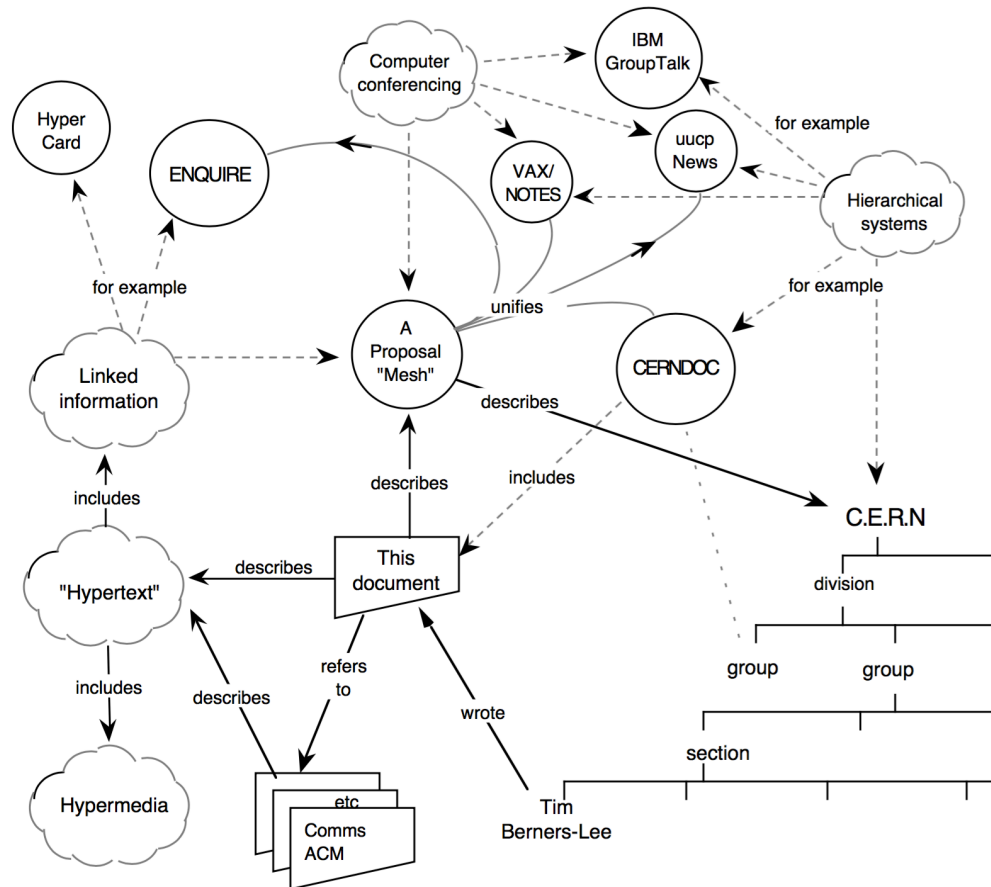 IBM
GroupTalk
Computer
conferencing
Hyper
Card
for example
uucp
News
ENQUIRE
VAX/
NOTES
Hierarchical
systems
for example
for example
unifies
A
Proposal
"Mesh"
Linked
information
CERNDOC
describes
describes
includes
includes
C.E.R.N
This
document
describes
"Hypertext"
division
refers
to
group
group
includes
describes
wrote
section
Hypermedia
etc
Comms
ACM
Tim
Berners-Lee